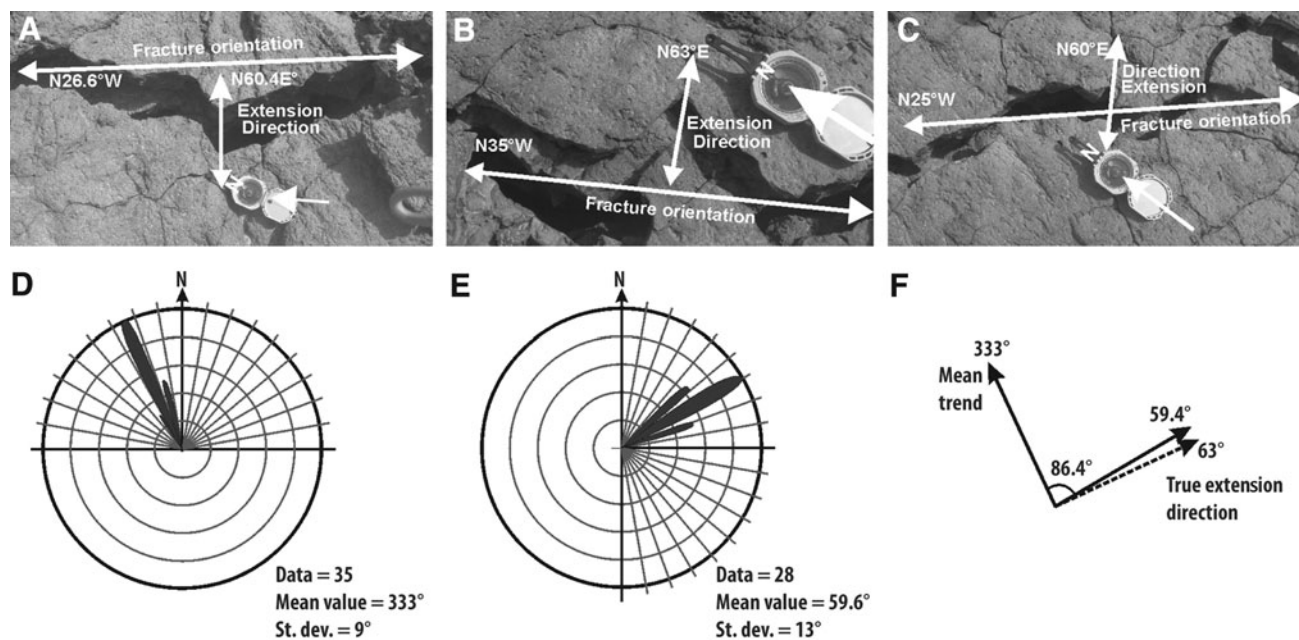 A
Fracture orientation
N26.6°W
N60.4E°
Extension
Direction
N
B
N63°E
N
Extension
Direction
N35°W
Fracture orientation
C
N60°E
Direction
Extension
N25°W
Fracture orientation
N
D
N
Data = 35
Mean value = 333°
St. dev. = 9°
E
N
Data = 28
Mean value = 59.6°
St. dev. = 13°
F
333°
Mean
trend
86.4°
59.4°
63°
True extension
direction